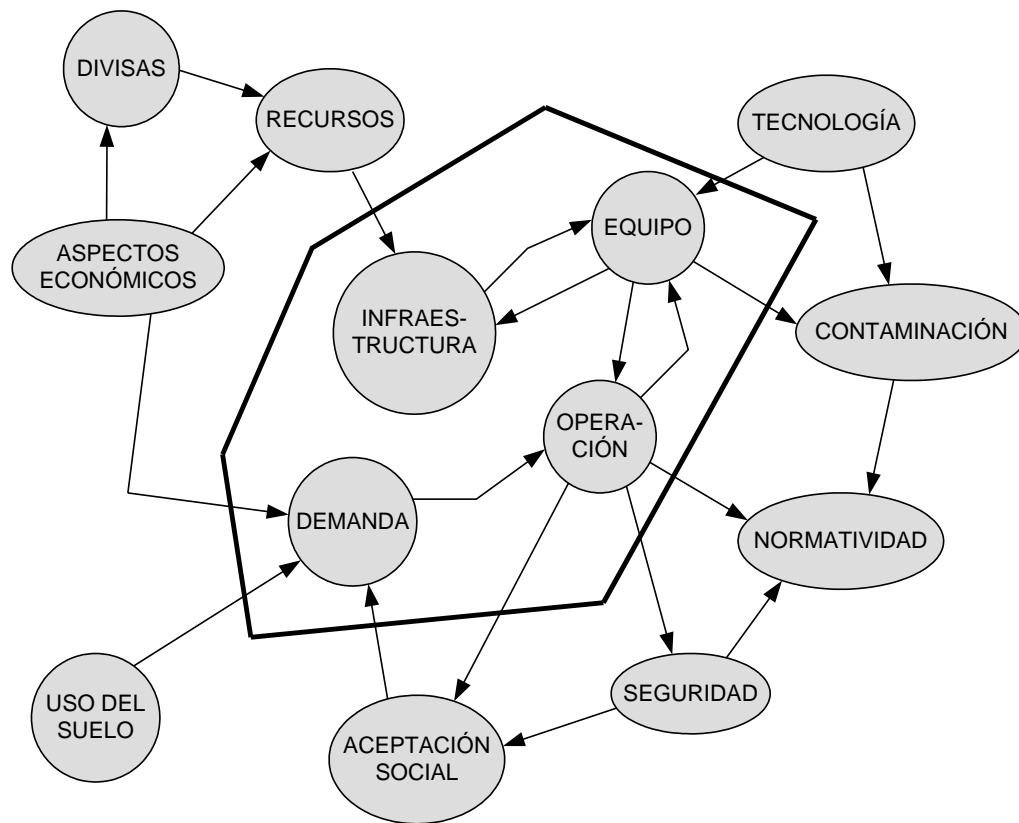 DIVISAS
RECURSOS
TECNOLOGÍA
EQUIPO
ASPECTOS
ECONÓMICOS
INFRAES-
TRUCTURA
CONTAMINACIÓN
OPERA-
CIÓN
DEMANDA
NORMATIVIDAD
USO DEL
SUELO
SEGURIDAD
ACEPTACIÓN
SOCIAL